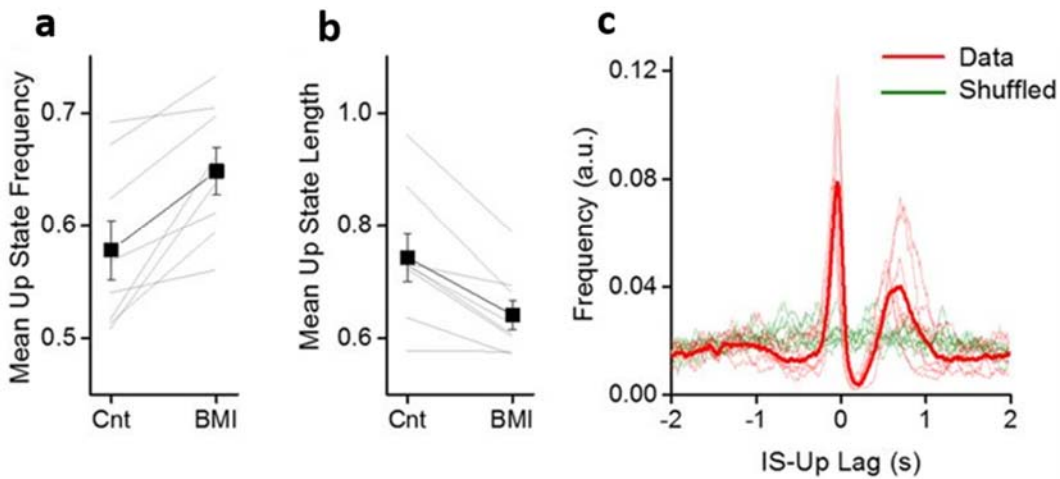 a
Mean Up State Frequency
0.7
0.6
0.5
Cnt BMI
b
Mean Up State Length
1.0
0.8
0.6
Cnt BMI
c
Data
Shuffled
Frequency (a.u.)
0.12
0.08
0.04
0.00
-2 -1 0 1 2
IS-Up Lag (s)